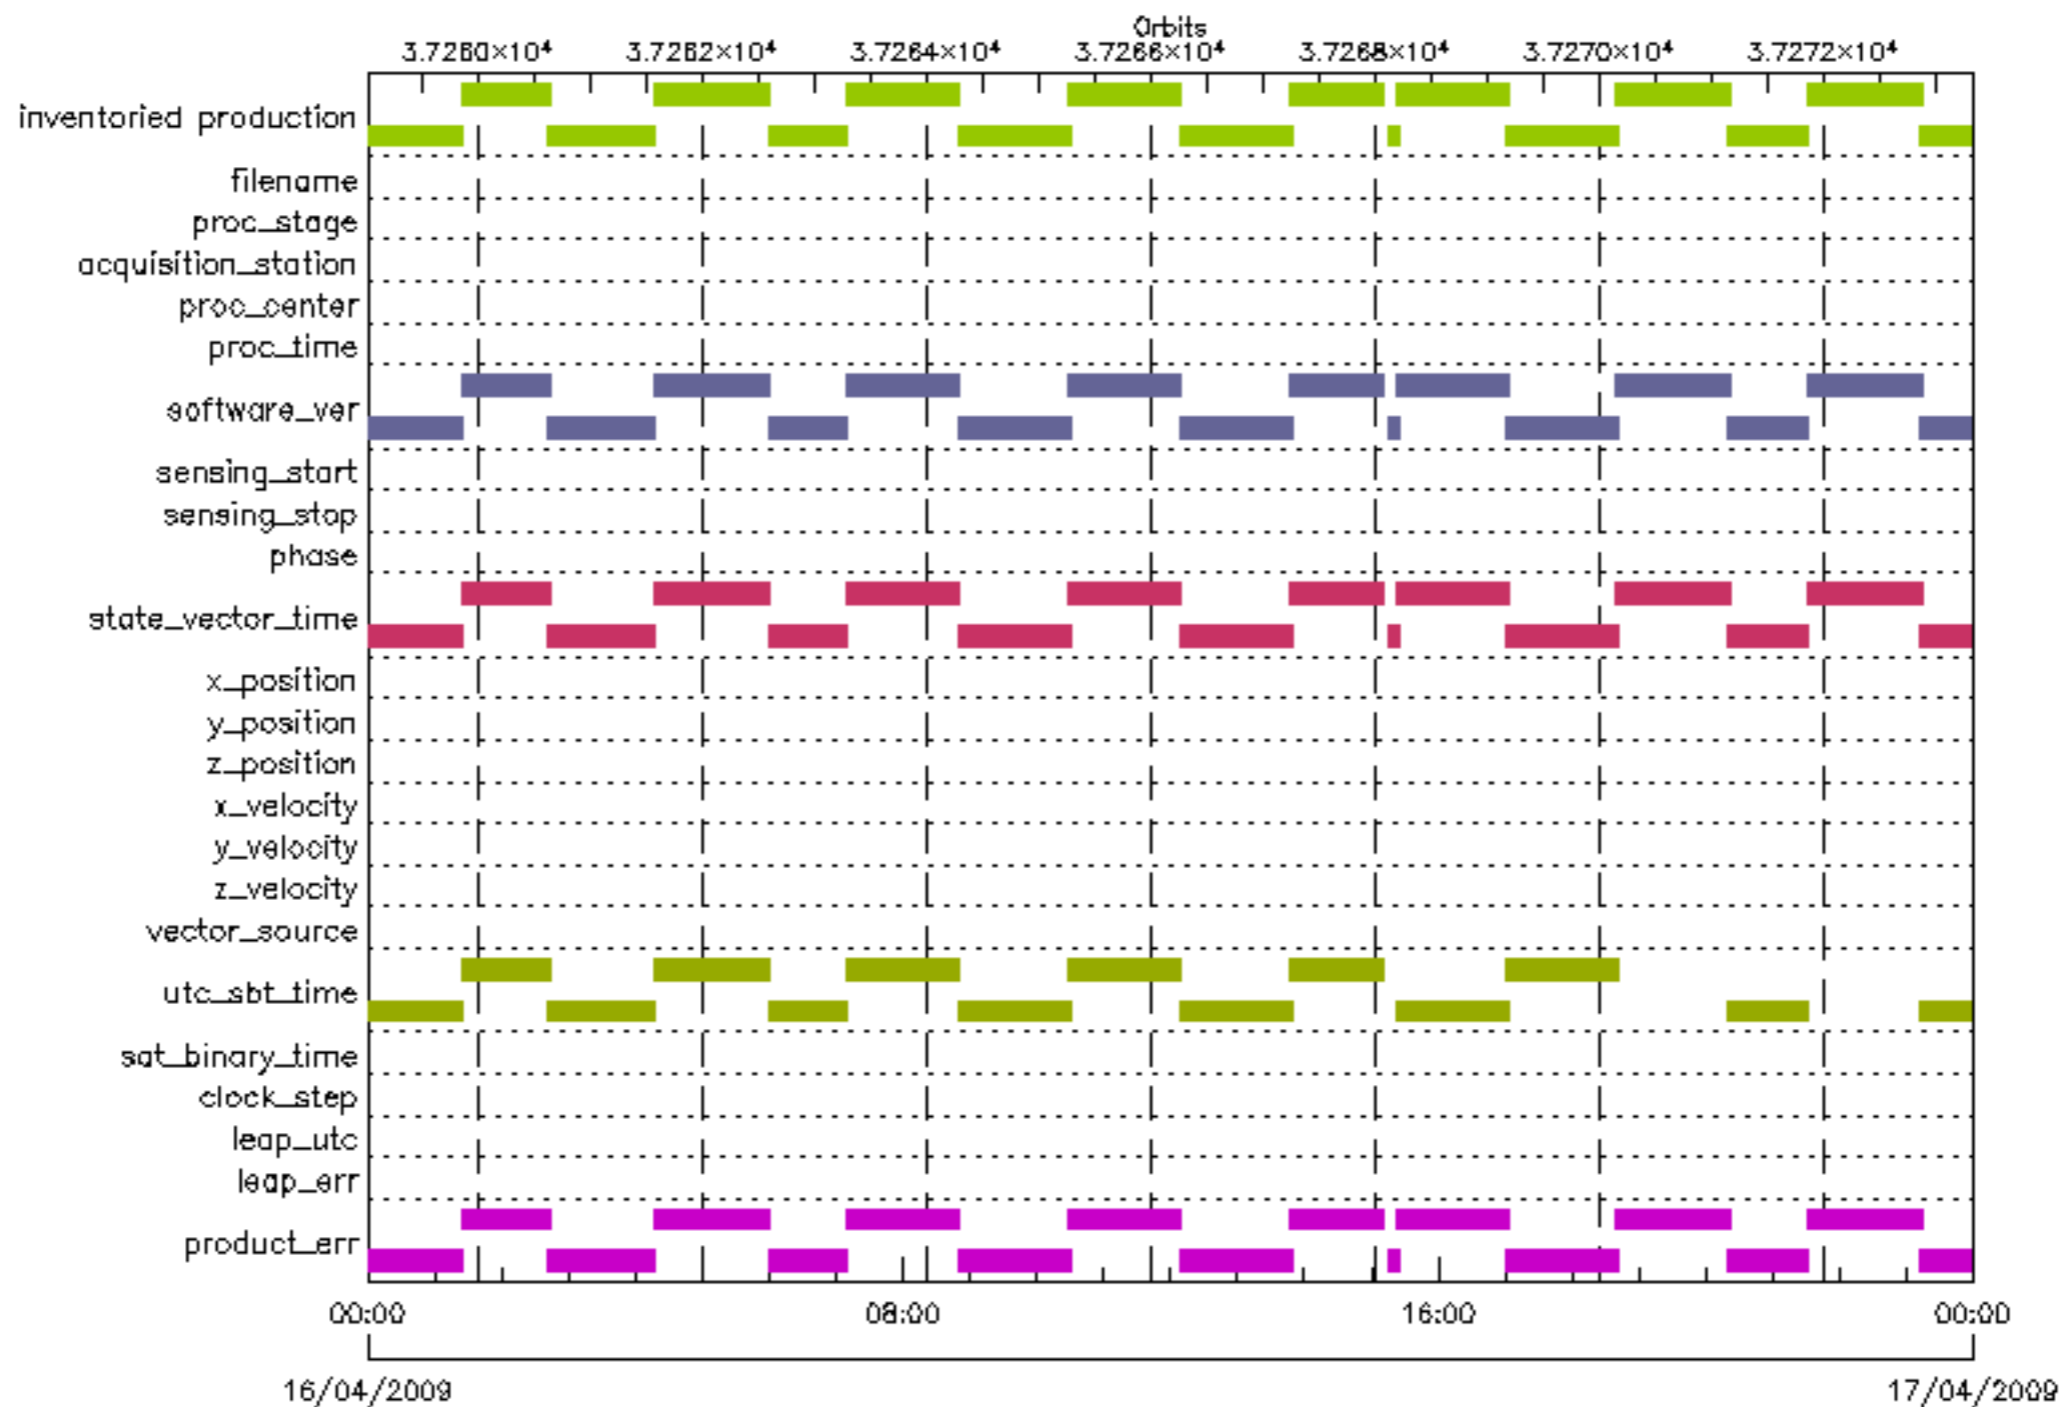 Orbits
3.7260×10⁴ 3.7262×10⁴ 3.7264×10⁴ 3.7266×10⁴ 3.7268×10⁴ 3.7270×10⁴ 3.7272×10⁴
inventoried production
filename
proc_stage
acquisition_station
proc_center
proc_time
software_ver
sensing_start
sensing_stop
phase
state_vector_time
x_position
y_position
z_position
x_velocity
y_velocity
z_velocity
vector_source
utc_sbt_time
sat_binary_time
clock_step
leap_utc
leap_err
product_err
00:00 08:00 16:00 00:00
16/04/2009 17/04/2009